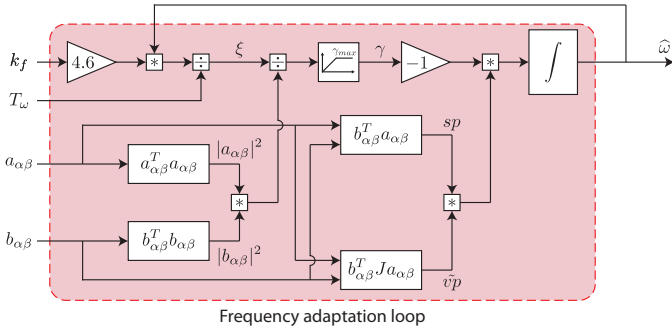 k_f
4.6
*
÷
ξ
÷
γ_max
γ
−1
*
∫
ω̂
T_ω
a_αβ
a^T_αβ a_αβ
|a_αβ|^2
b^T_αβ a_αβ
sp
*
*
b_αβ
b^T_αβ b_αβ
|b_αβ|^2
b^T_αβ J a_αβ
ṽp
Frequency adaptation loop